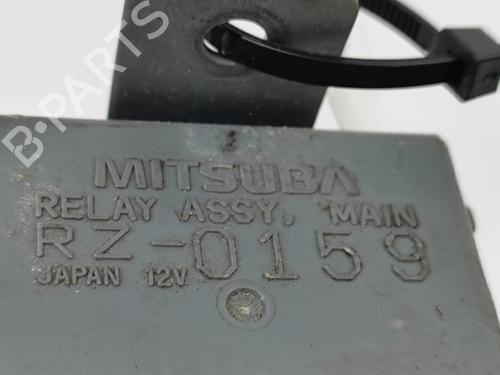 B-PARTS
MITSUBA
RELAY ASSY, MAIN
RZ-0159
JAPAN 12V